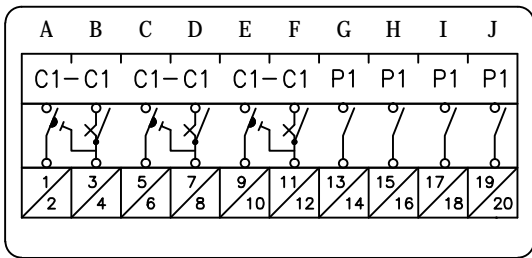 A B C D E F G H I J
C1-C1 C1-C1 C1-C1 P1 P1 P1 P1
1 3 5 7 9 11 13 15 17 19
2 4 6 8 10 12 14 16 18 20